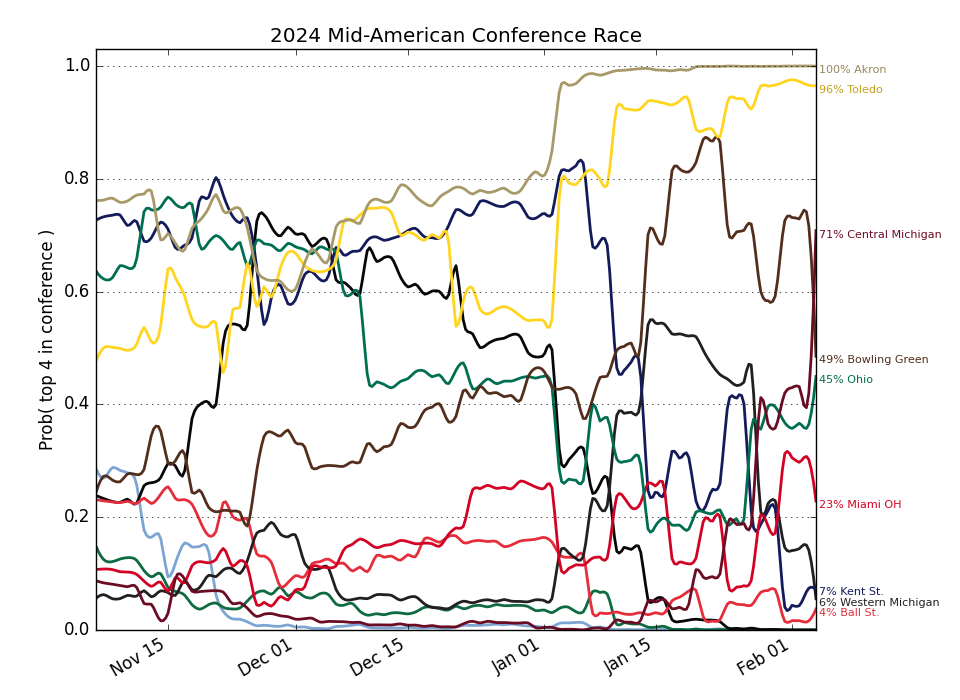 2024 Mid-American Conference Race
Prob( top 4 in conference )
1.0
0.8
0.6
0.4
0.2
0.0
Nov 15
Dec 01
Dec 15
Jan 01
Jan 15
Feb 01
100% Akron
96% Toledo
71% Central Michigan
49% Bowling Green
45% Ohio
23% Miami OH
7% Kent St.
6% Western Michigan
4% Ball St.